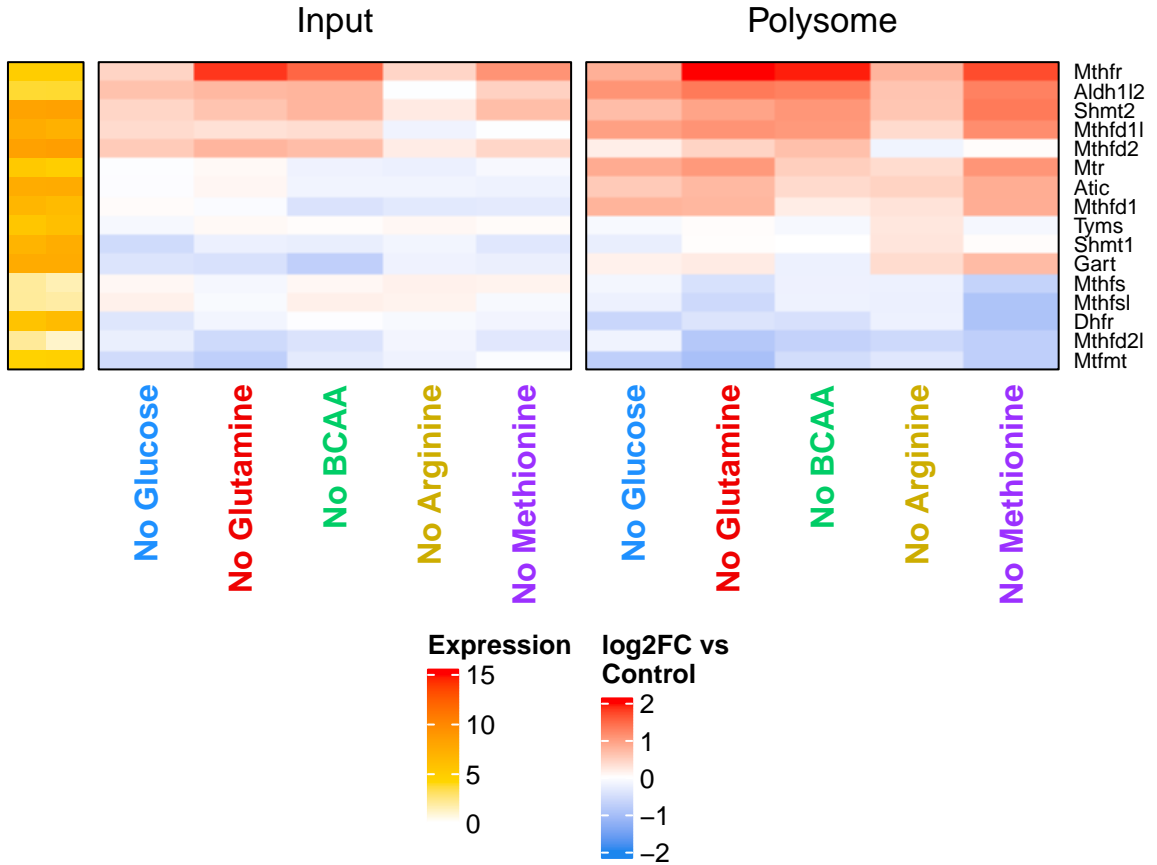 Input
Polysome
Mthfr
Aldh1l2
Shmt2
Mthfd1l
Mthfd2
Mtr
Atic
Mthfd1
Tyms
Shmt1
Gart
Mthfs
Mthfsl
Dhfr
Mthfd2l
Mtfmt
No Glucose
No Glutamine
No BCAA
No Arginine
No Methionine
No Glucose
No Glutamine
No BCAA
No Arginine
No Methionine
Expression
15
10
5
0
log2FC vs
Control
2
1
0
−1
−2